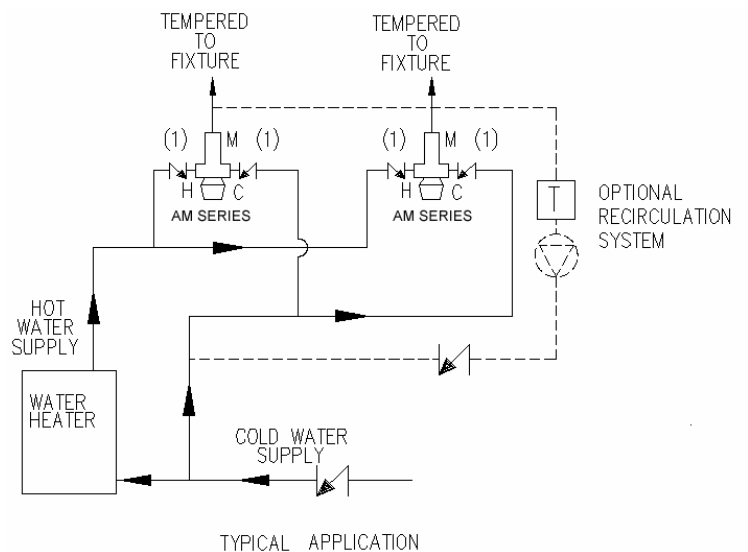 TEMPERED
TO
FIXTURE
TEMPERED
TO
FIXTURE
(1)
M
(1)
(1)
M
(1)
H
C
H
C
AM SERIES
AM SERIES
T
OPTIONAL
RECIRCULATION
SYSTEM
HOT
WATER
SUPPLY
WATER
HEATER
COLD WATER
SUPPLY
TYPICAL APPLICATION